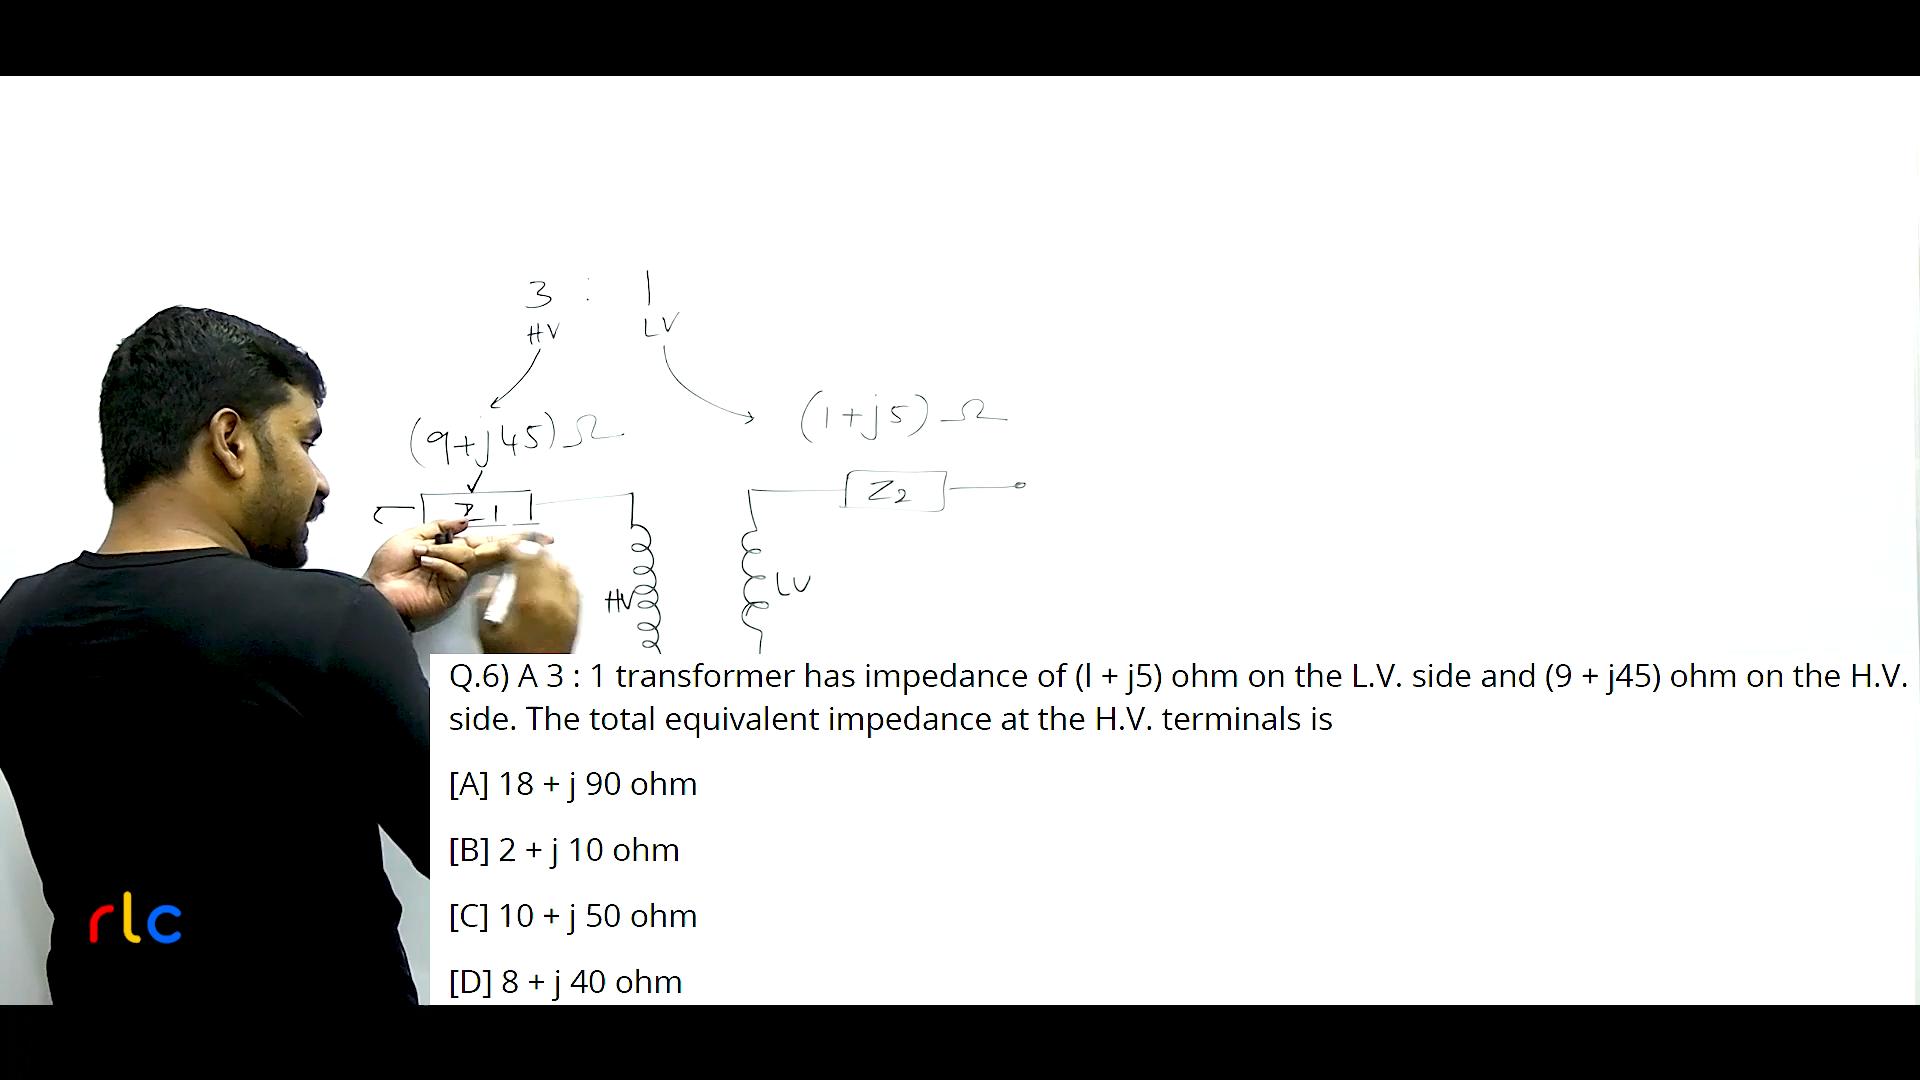 3 : 1
HV LV
(9+j45)Ω (1+j5)Ω
Z1 Z2
HV LV
Q.6) A 3 : 1 transformer has impedance of (l + j5) ohm on the L.V. side and (9 + j45) ohm on the H.V.
side. The total equivalent impedance at the H.V. terminals is
[A] 18 + j 90 ohm
[B] 2 + j 10 ohm
[C] 10 + j 50 ohm
[D] 8 + j 40 ohm
rlc